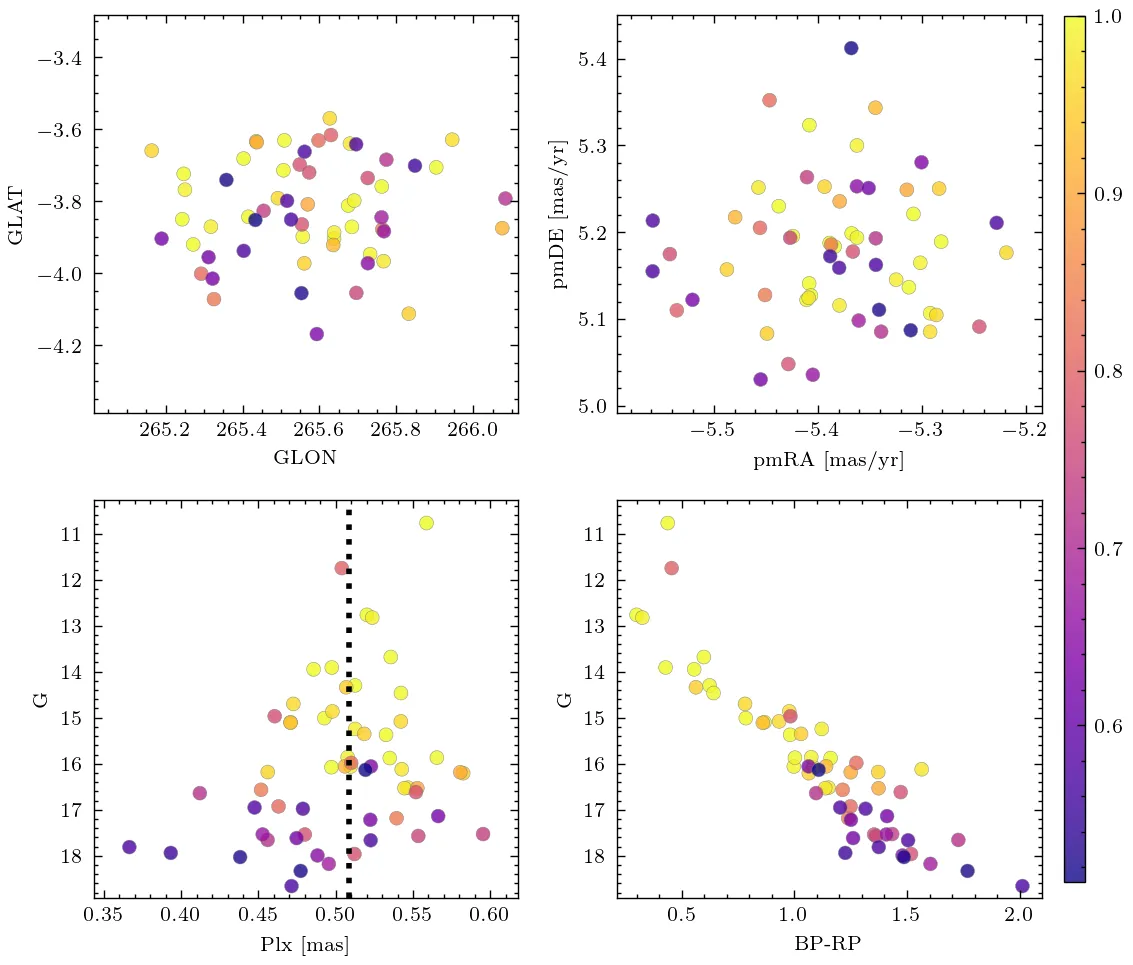 −3.4
−3.6
−3.8
−4.0
−4.2
GLAT
265.2 265.4 265.6 265.8 266.0
GLON
5.4
5.3
5.2
5.1
5.0
pmDE [mas/yr]
−5.5 −5.4 −5.3 −5.2
pmRA [mas/yr]
1.0
0.9
0.8
0.7
0.6
11
12
13
14
15
16
17
18
G
0.35 0.40 0.45 0.50 0.55 0.60
Plx [mas]
11
12
13
14
15
16
17
18
G
0.5 1.0 1.5 2.0
BP-RP